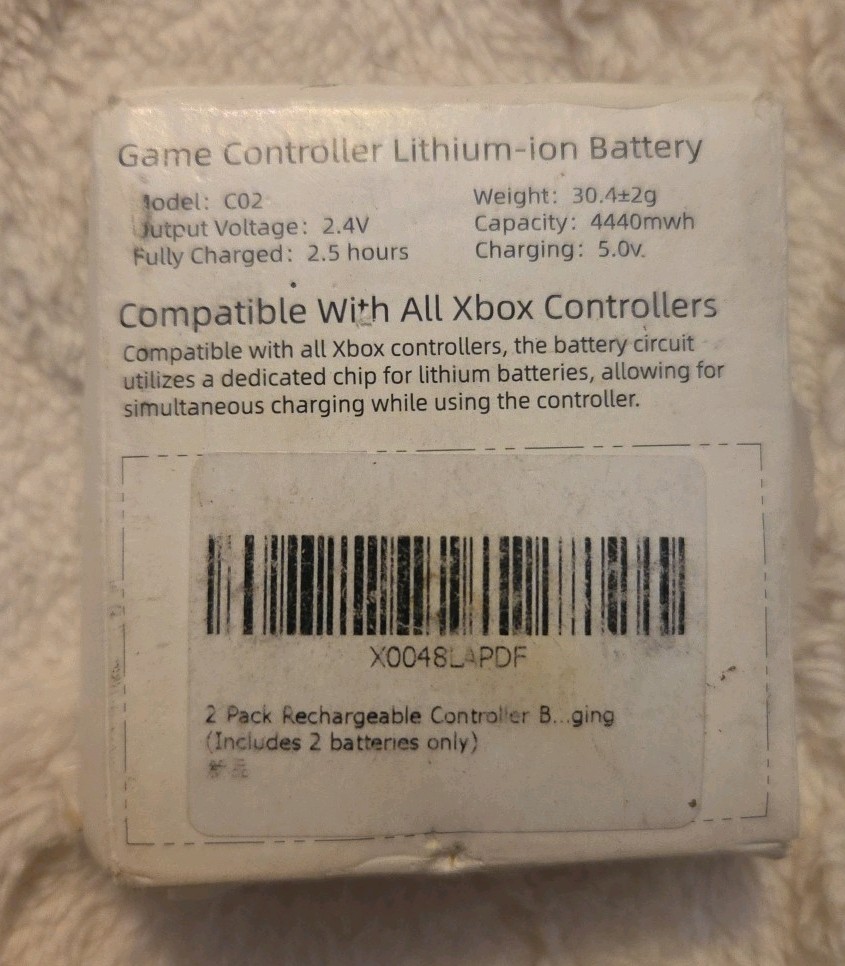 Game Controller Lithium-ion Battery
Model: C02
Output Voltage: 2.4V
Fully Charged: 2.5 hours
Weight: 30.4±2g
Capacity: 4440mwh
Charging: 5.0v.
Compatible With All Xbox Controllers
Compatible with all Xbox controllers, the battery circuit
utilizes a dedicated chip for lithium batteries, allowing for
simultaneous charging while using the controller.
X0048LAPDF
2 Pack Rechargeable Controller B...ging
(Includes 2 batteries only)